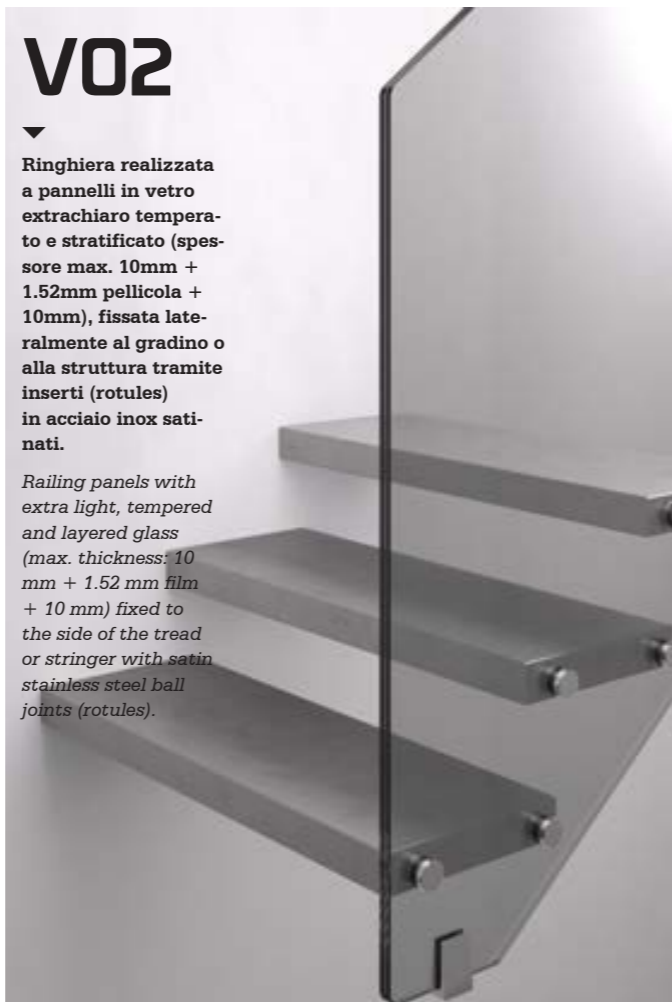 V02
Ringhiera realizzata
a pannelli in vetro
extrachiaro tempera-
to e stratificato (spes-
sore max. 10mm +
1.52mm pellicola +
10mm), fissata late-
ralmente al gradino o
alla struttura tramite
inserti (rotules)
in acciaio inox sati-
nati.
Railing panels with
extra light, tempered
and layered glass
(max. thickness: 10
mm + 1.52 mm film
+ 10 mm) fixed to
the side of the tread
or stringer with satin
stainless steel ball
joints (rotules).